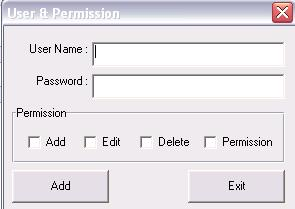 User & Permission
User Name :
Password :
Permission
Add Edit Delete Permission
Add Exit